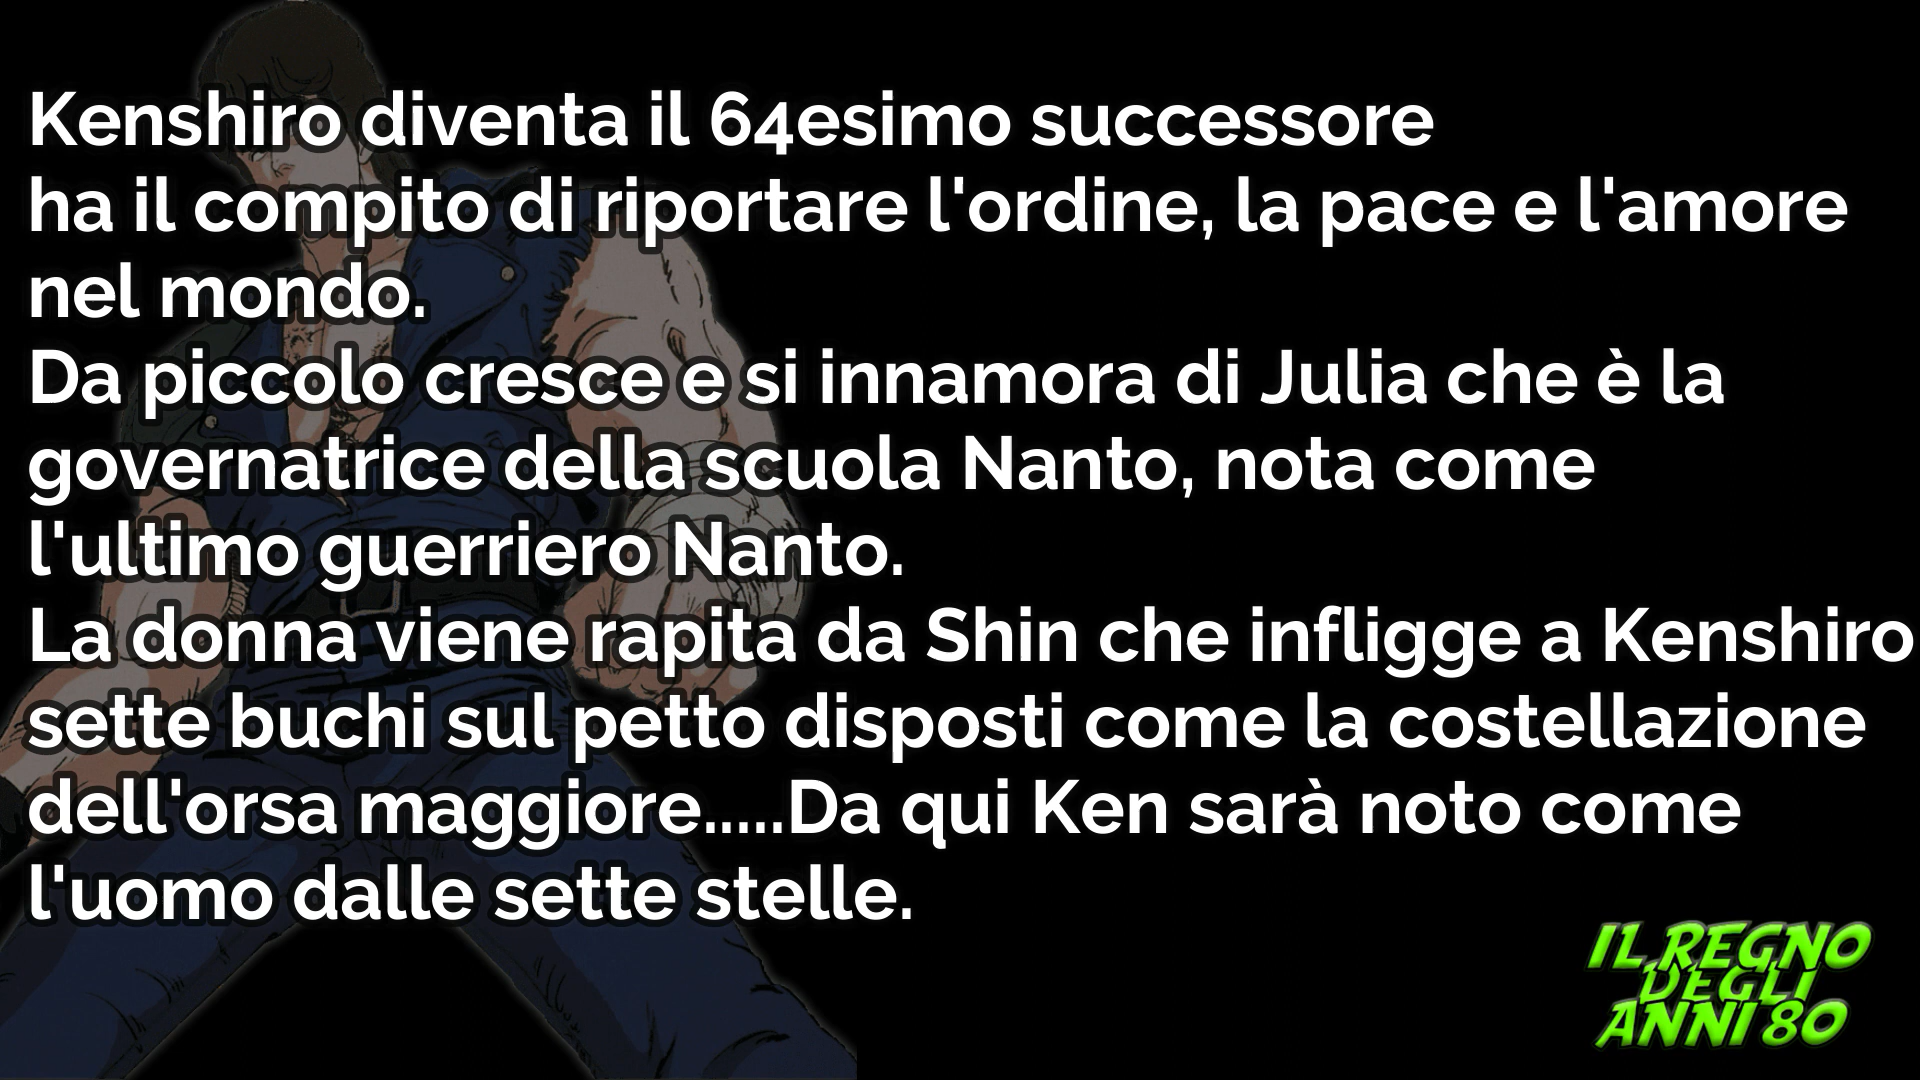 Kenshiro diventa il 64esimo successore
ha il compito di riportare l'ordine, la pace e l'amore
nel mondo.
Da piccolo cresce e si innamora di Julia che è la
governatrice della scuola Nanto, nota come
l'ultimo guerriero Nanto.
La donna viene rapita da Shin che infligge a Kenshiro
sette buchi sul petto disposti come la costellazione
dell'orsa maggiore.....Da qui Ken sarà noto come
l'uomo dalle sette stelle.
IL REGNO
DEGLI
ANNI 80